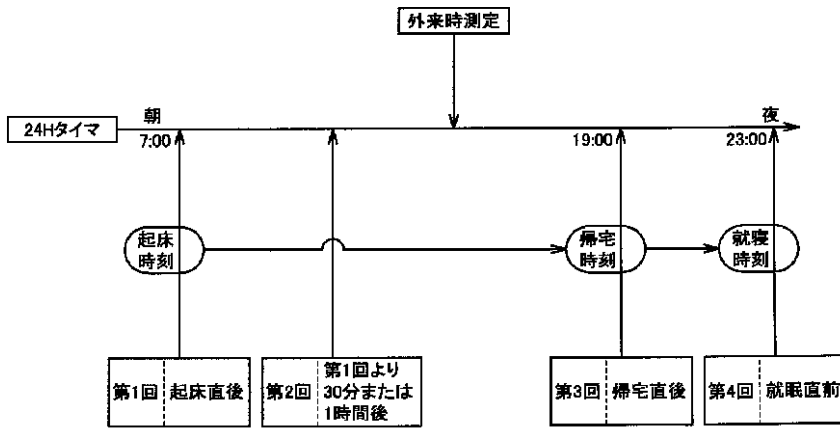 外来時測定
朝
夜
24Hタイマ
7:00
19:00
23:00
起床
時刻
帰宅
時刻
就寝
時刻
第1回
起床直後
第2回
第1回より
30分または
1時間後
第3回
帰宅直後
第4回
就眠直前